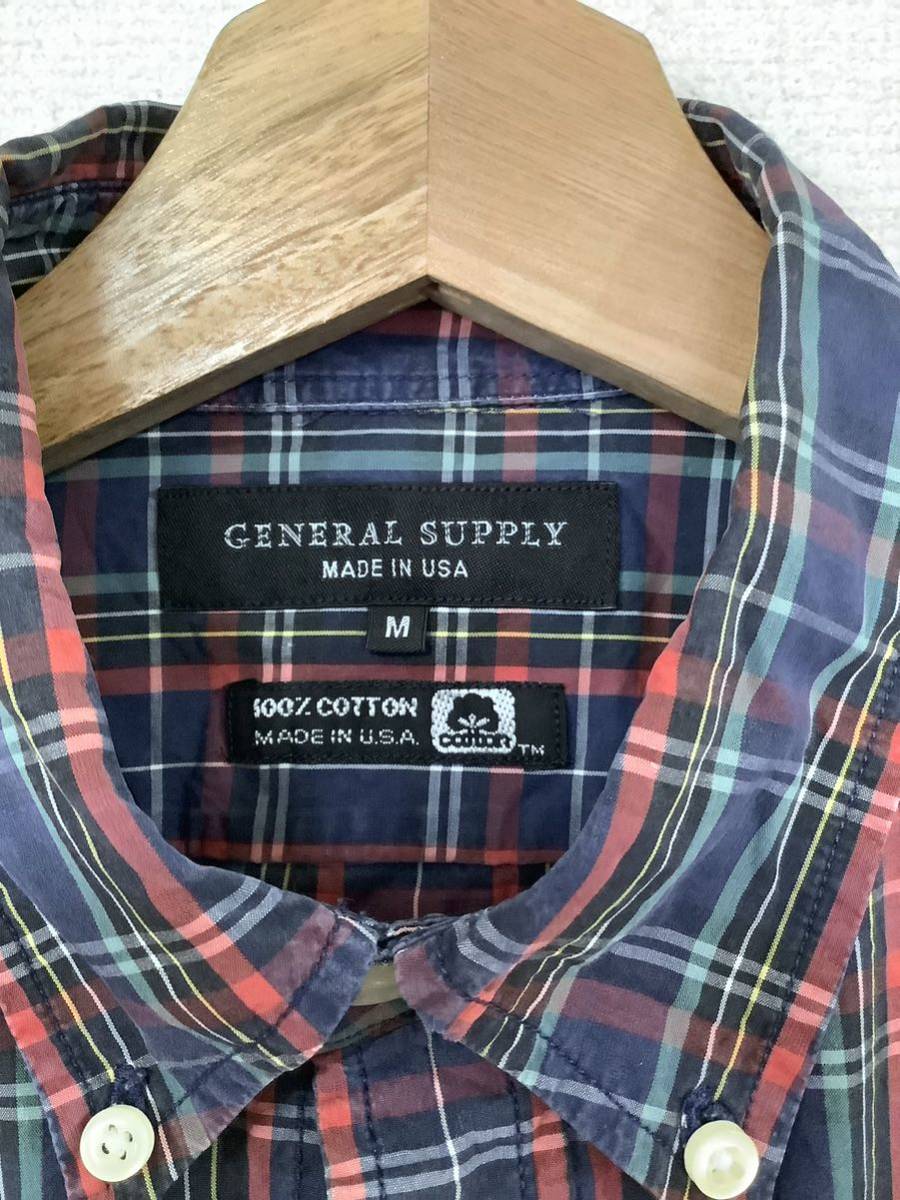 GENERAL SUPPLY
MADE IN USA
M
100% COTTON
MADE IN U.S.A.
COTTON TM